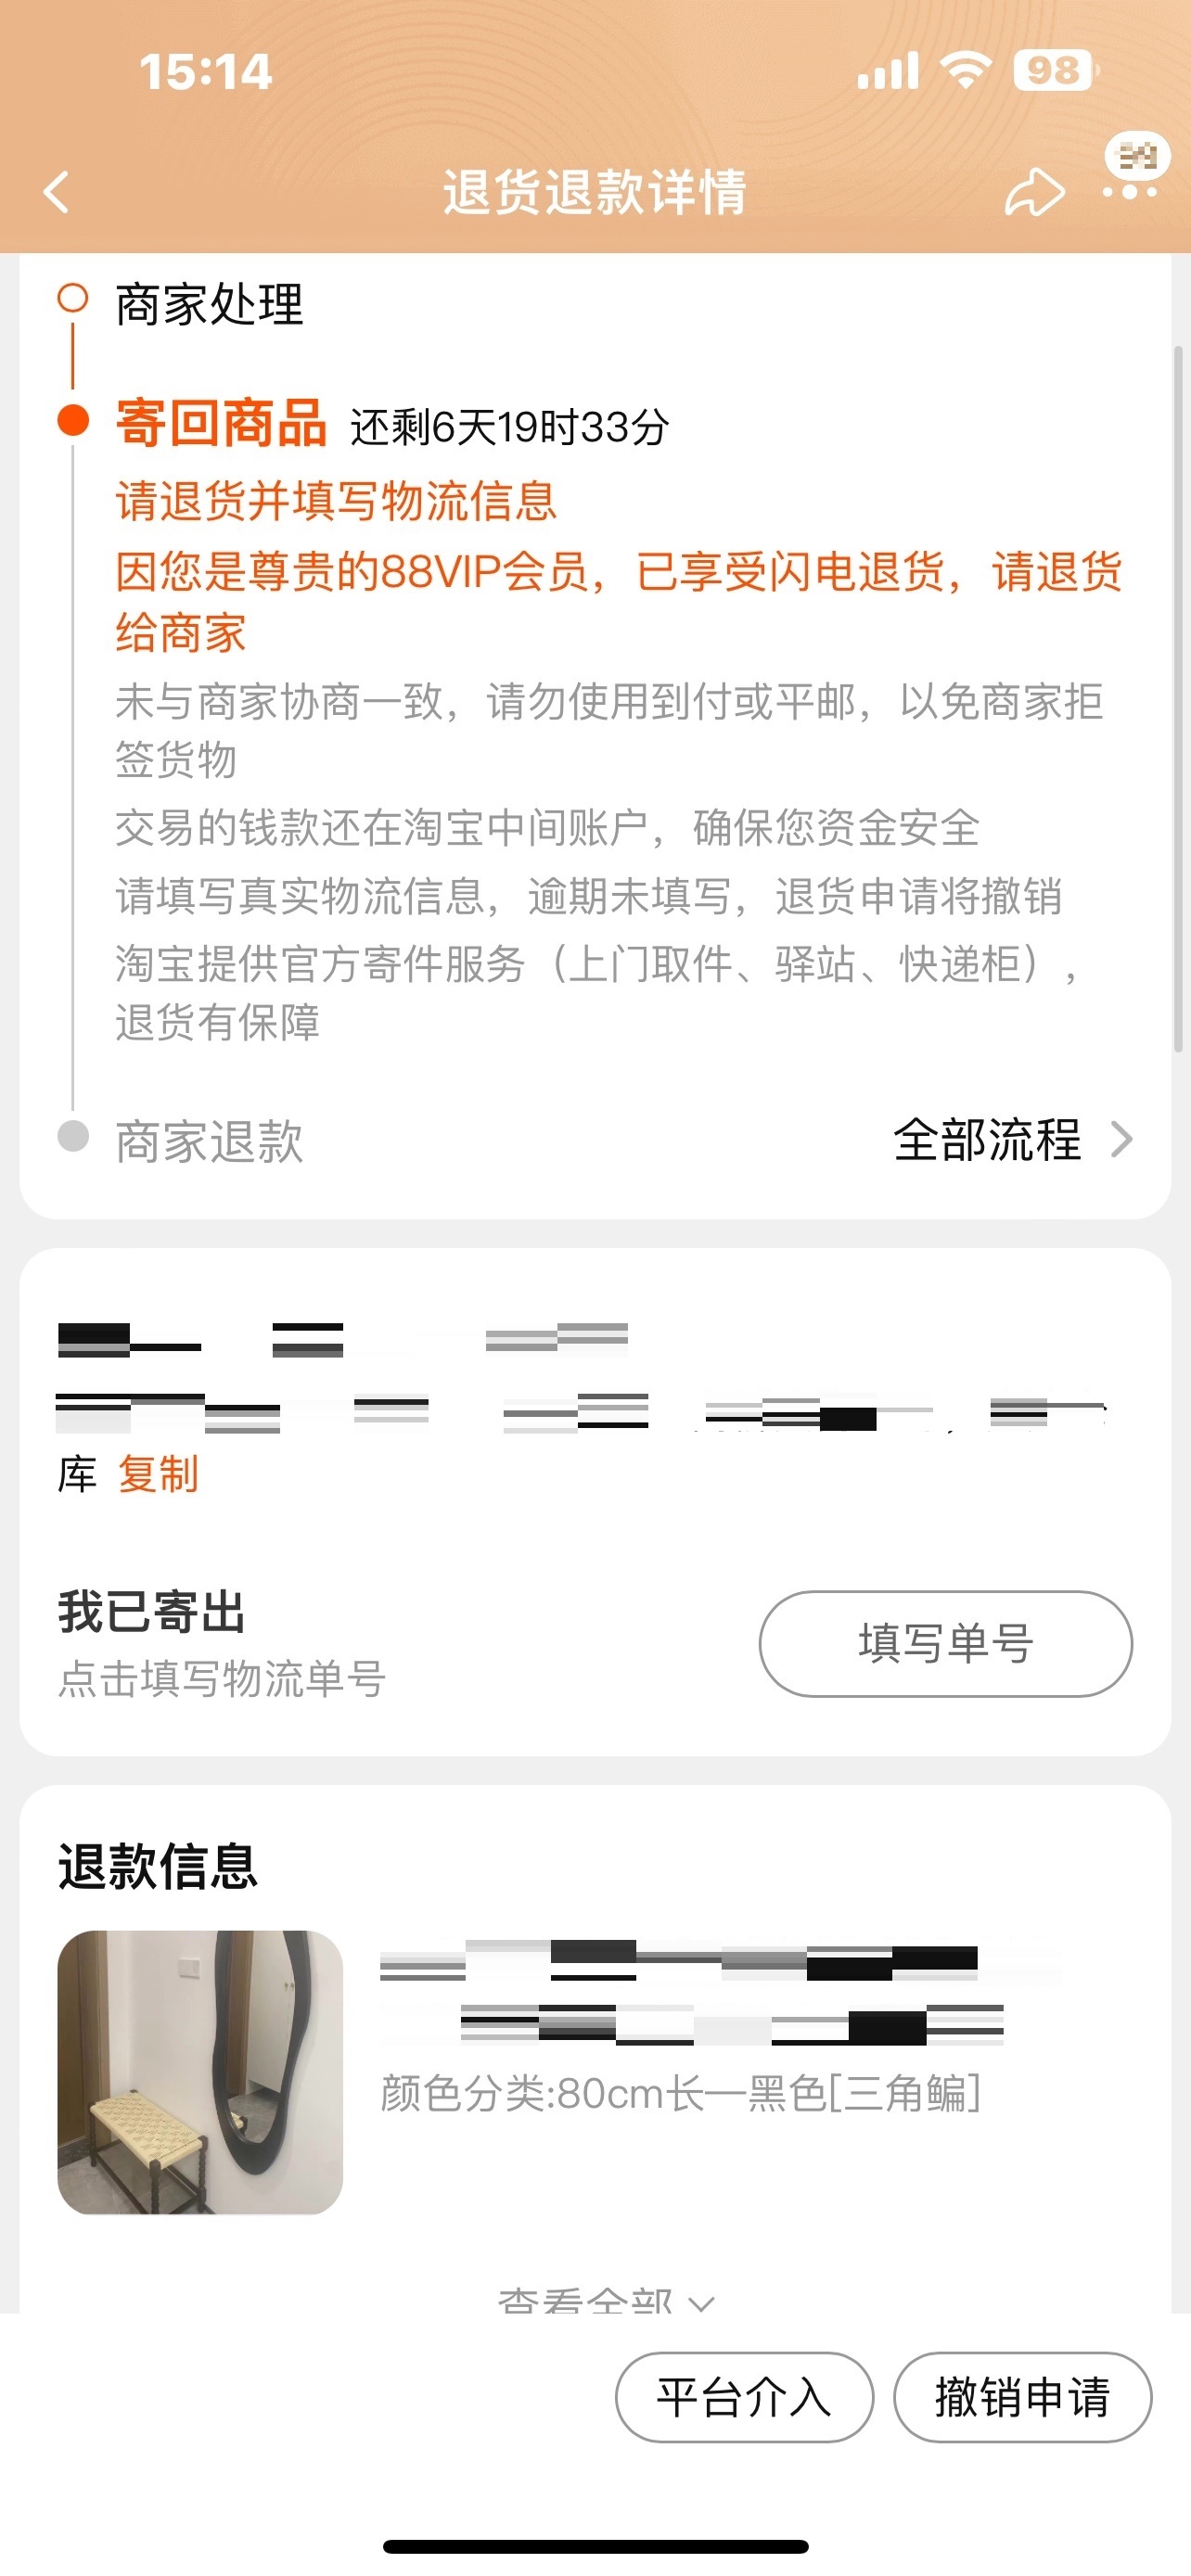 15:14
98
退货退款详情
商家处理
寄回商品 还剩6天19时33分
请退货并填写物流信息
因您是尊贵的88VIP会员，已享受闪电退货，请退货
给商家
未与商家协商一致，请勿使用到付或平邮，以免商家拒
签货物
交易的钱款还在淘宝中间账户，确保您资金安全
请填写真实物流信息，逾期未填写，退货申请将撤销
淘宝提供官方寄件服务（上门取件、驿站、快递柜），
退货有保障
商家退款 全部流程
库 复制
我已寄出
填写单号
点击填写物流单号
退款信息
颜色分类:80cm长—黑色[三角鳊]
查看全部
平台介入 撤销申请